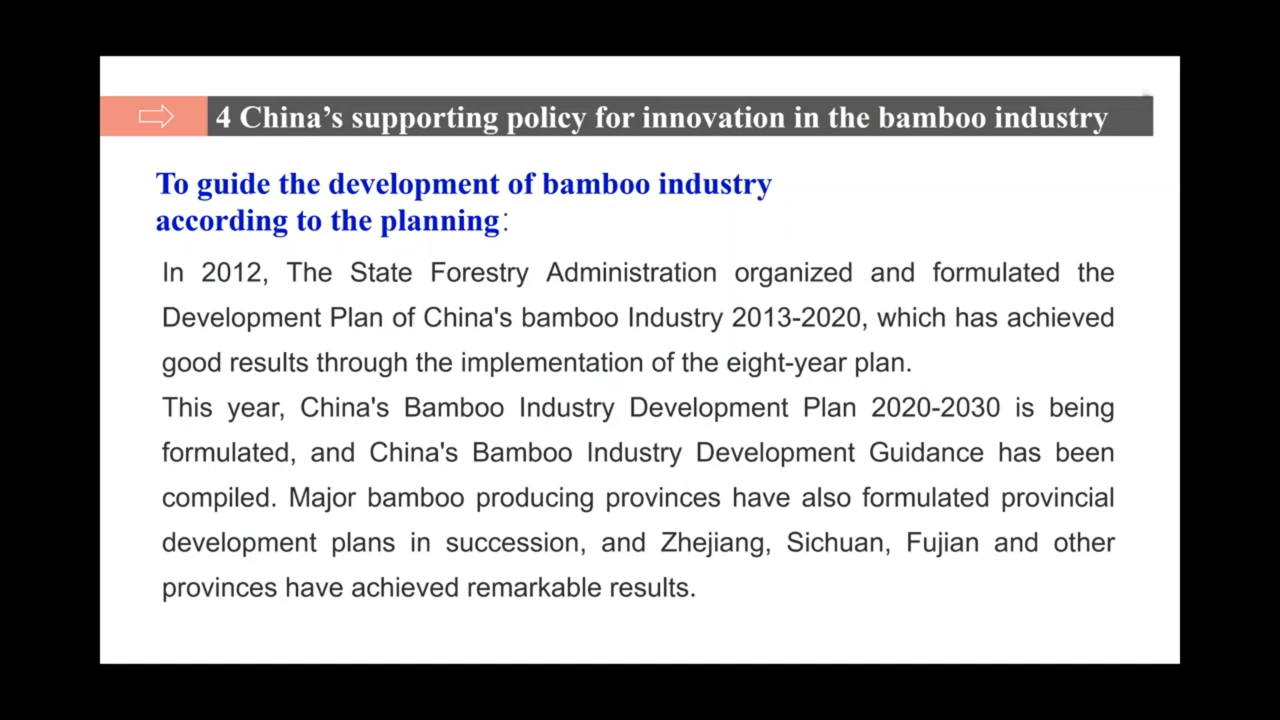 4 China’s supporting policy for innovation in the bamboo industry
To guide the development of bamboo industry
according to the planning:
In 2012, The State Forestry Administration organized and formulated the
Development Plan of China's bamboo Industry 2013-2020, which has achieved
good results through the implementation of the eight-year plan.
This year, China's Bamboo Industry Development Plan 2020-2030 is being
formulated, and China's Bamboo Industry Development Guidance has been
compiled. Major bamboo producing provinces have also formulated provincial
development plans in succession, and Zhejiang, Sichuan, Fujian and other
provinces have achieved remarkable results.